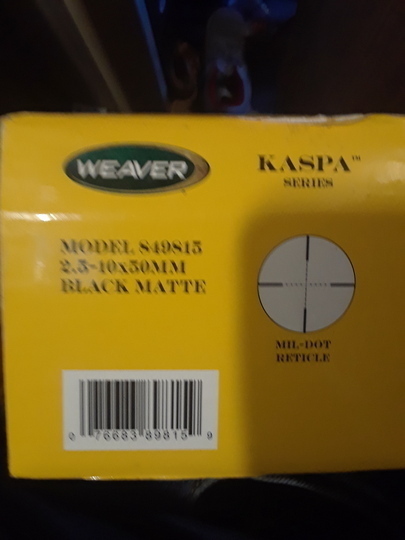 WEAVER
KASPA™
SERIES
MODEL 849815
2.5-10x50MM
BLACK MATTE
MIL-DOT
RETICLE
0 76683 89815 9